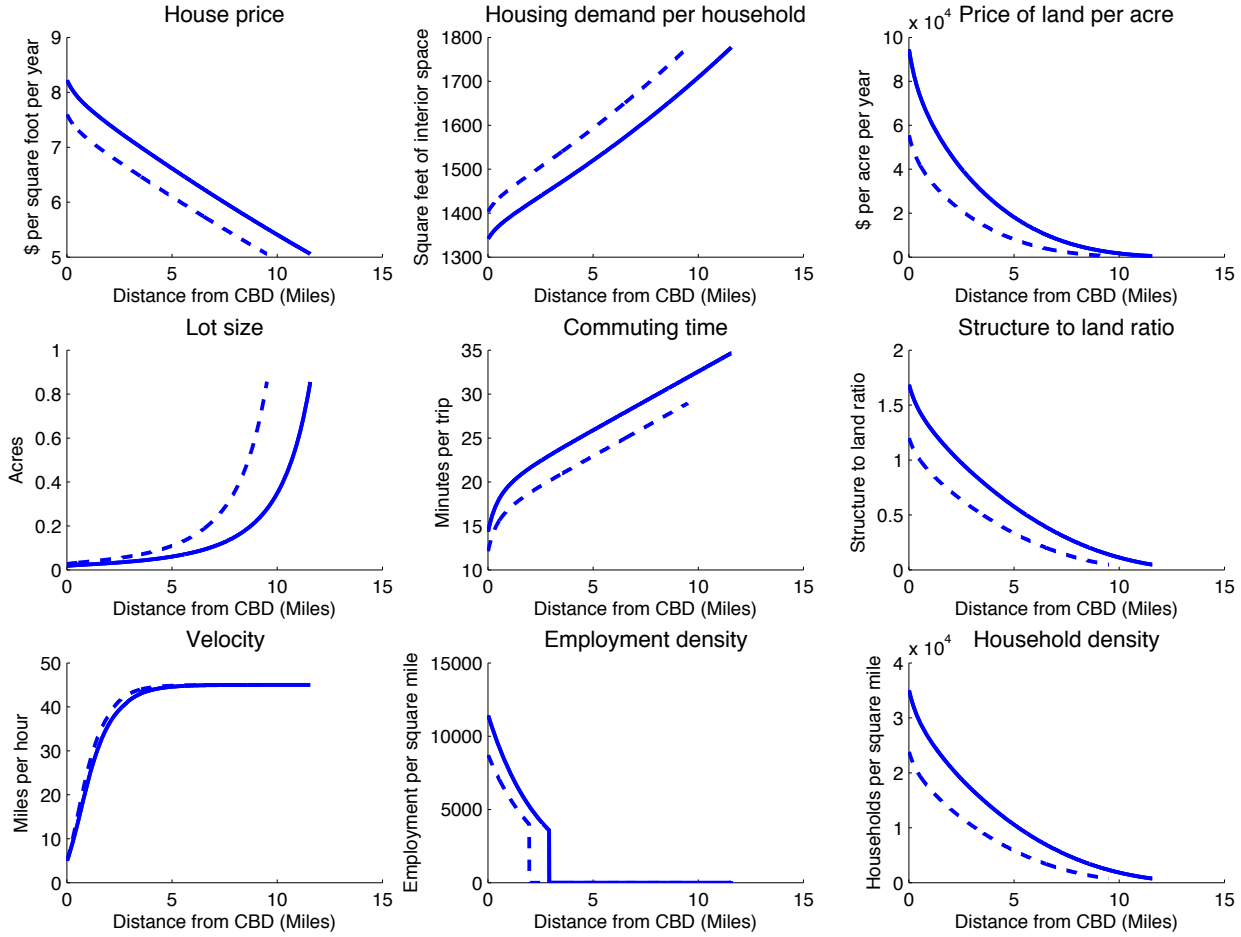 House price
$ per square foot per year
9
8
7
6
5
0 5 10 15
Distance from CBD (Miles)
Housing demand per household
Square feet of interior space
1800
1700
1600
1500
1400
1300
0 5 10 15
Distance from CBD (Miles)
Price of land per acre
x 10^4
$ per acre per year
10
8
6
4
2
0
0 5 10 15
Distance from CBD (Miles)
Lot size
Acres
1
0.8
0.6
0.4
0.2
0
0 5 10 15
Distance from CBD (Miles)
Commuting time
Minutes per trip
35
30
25
20
15
10
0 5 10 15
Distance from CBD (Miles)
Structure to land ratio
Structure to land ratio
2
1.5
1
0.5
0
0 5 10 15
Distance from CBD (Miles)
Velocity
Miles per hour
50
40
30
20
10
0
0 5 10 15
Distance from CBD (Miles)
Employment density
Employment per square mile
15000
10000
5000
0
0 5 10 15
Distance from CBD (Miles)
Household density
x 10^4
Households per square mile
4
3
2
1
0
0 5 10 15
Distance from CBD (Miles)